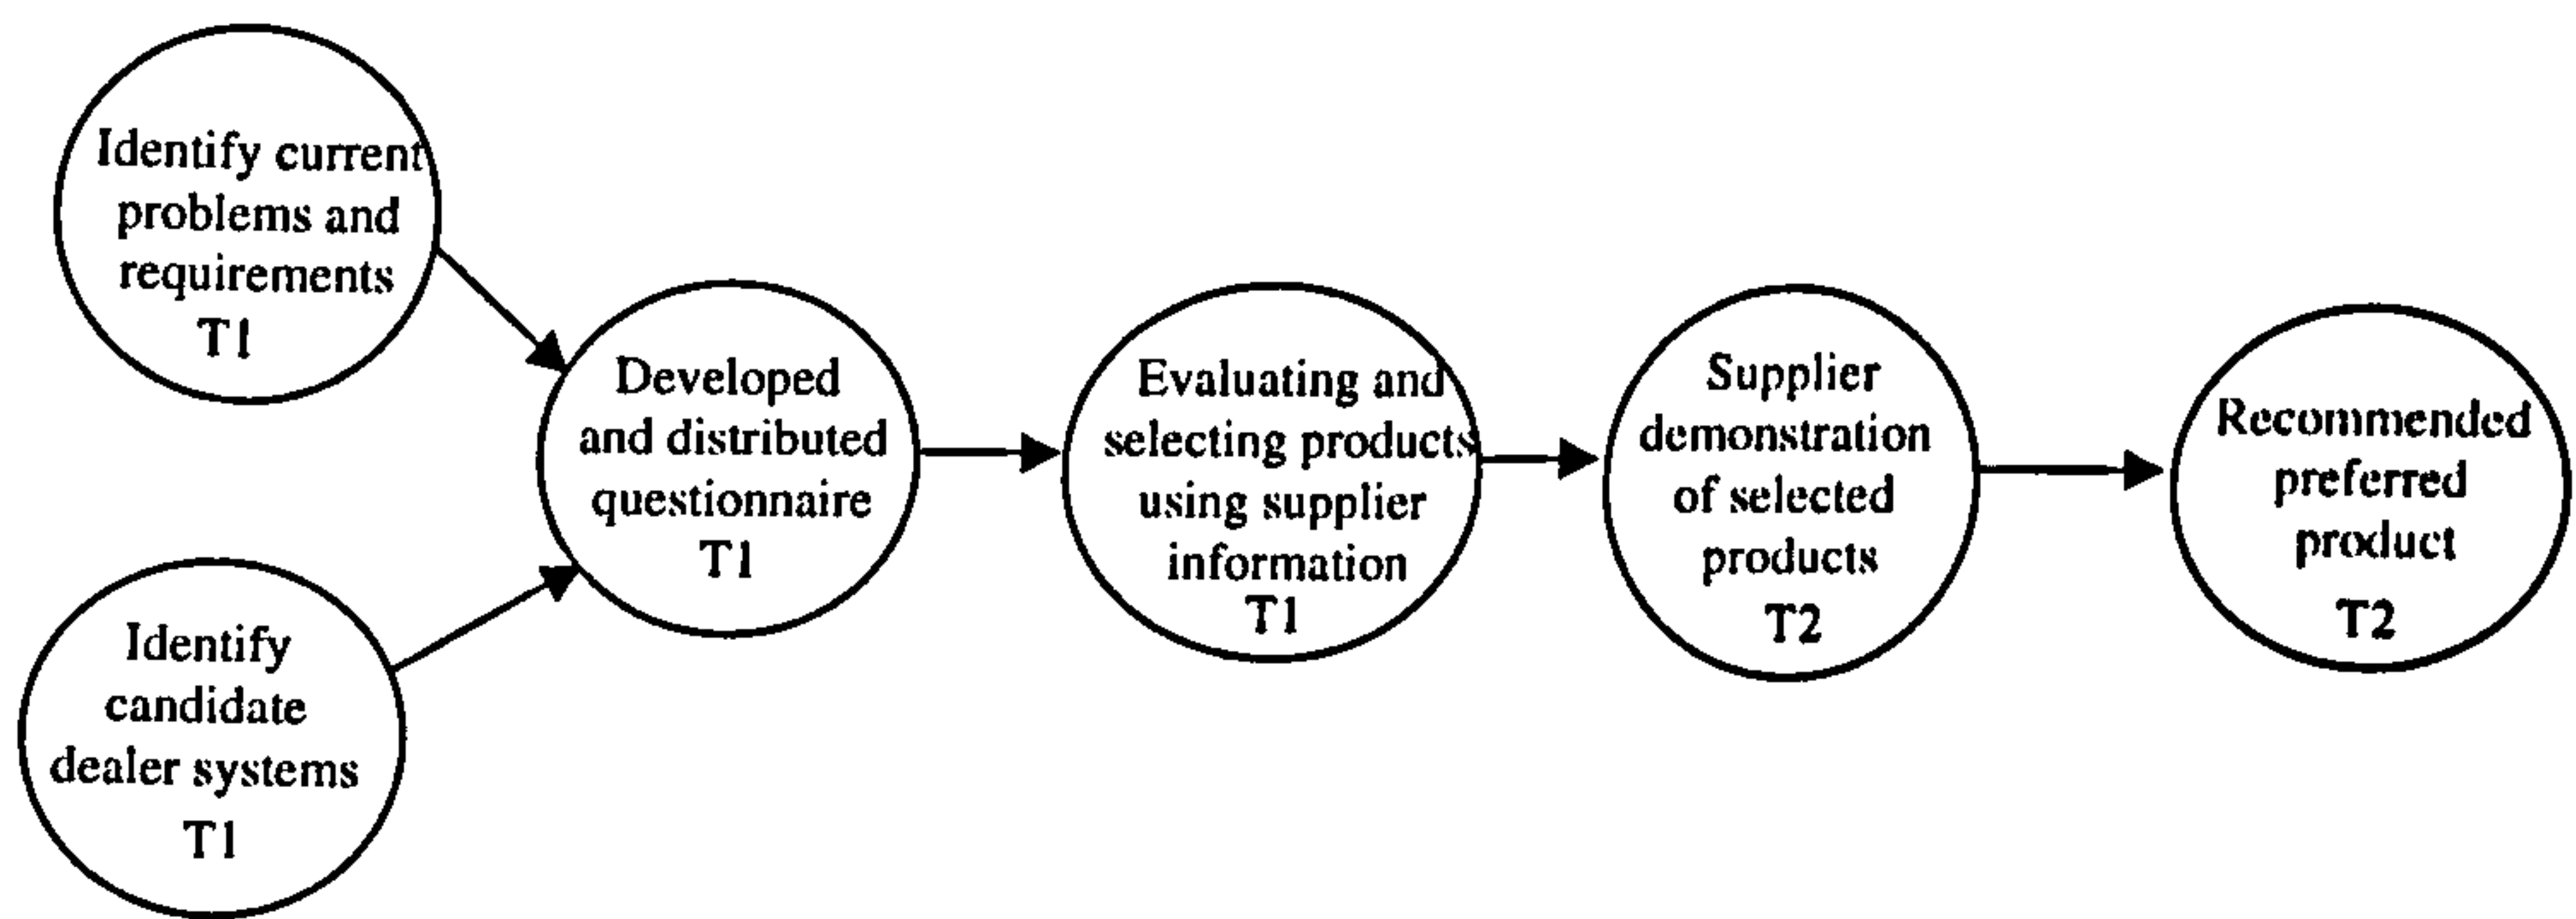 Identify current
problems and
requirements
T1
Identify
candidate
dealer systems
T1
Developed
and distributed
questionnaire
T1
Evaluating and
selecting products
using supplier
information
T1
Supplier
demonstration
of selected
products
T2
Recommended
preferred
product
T2